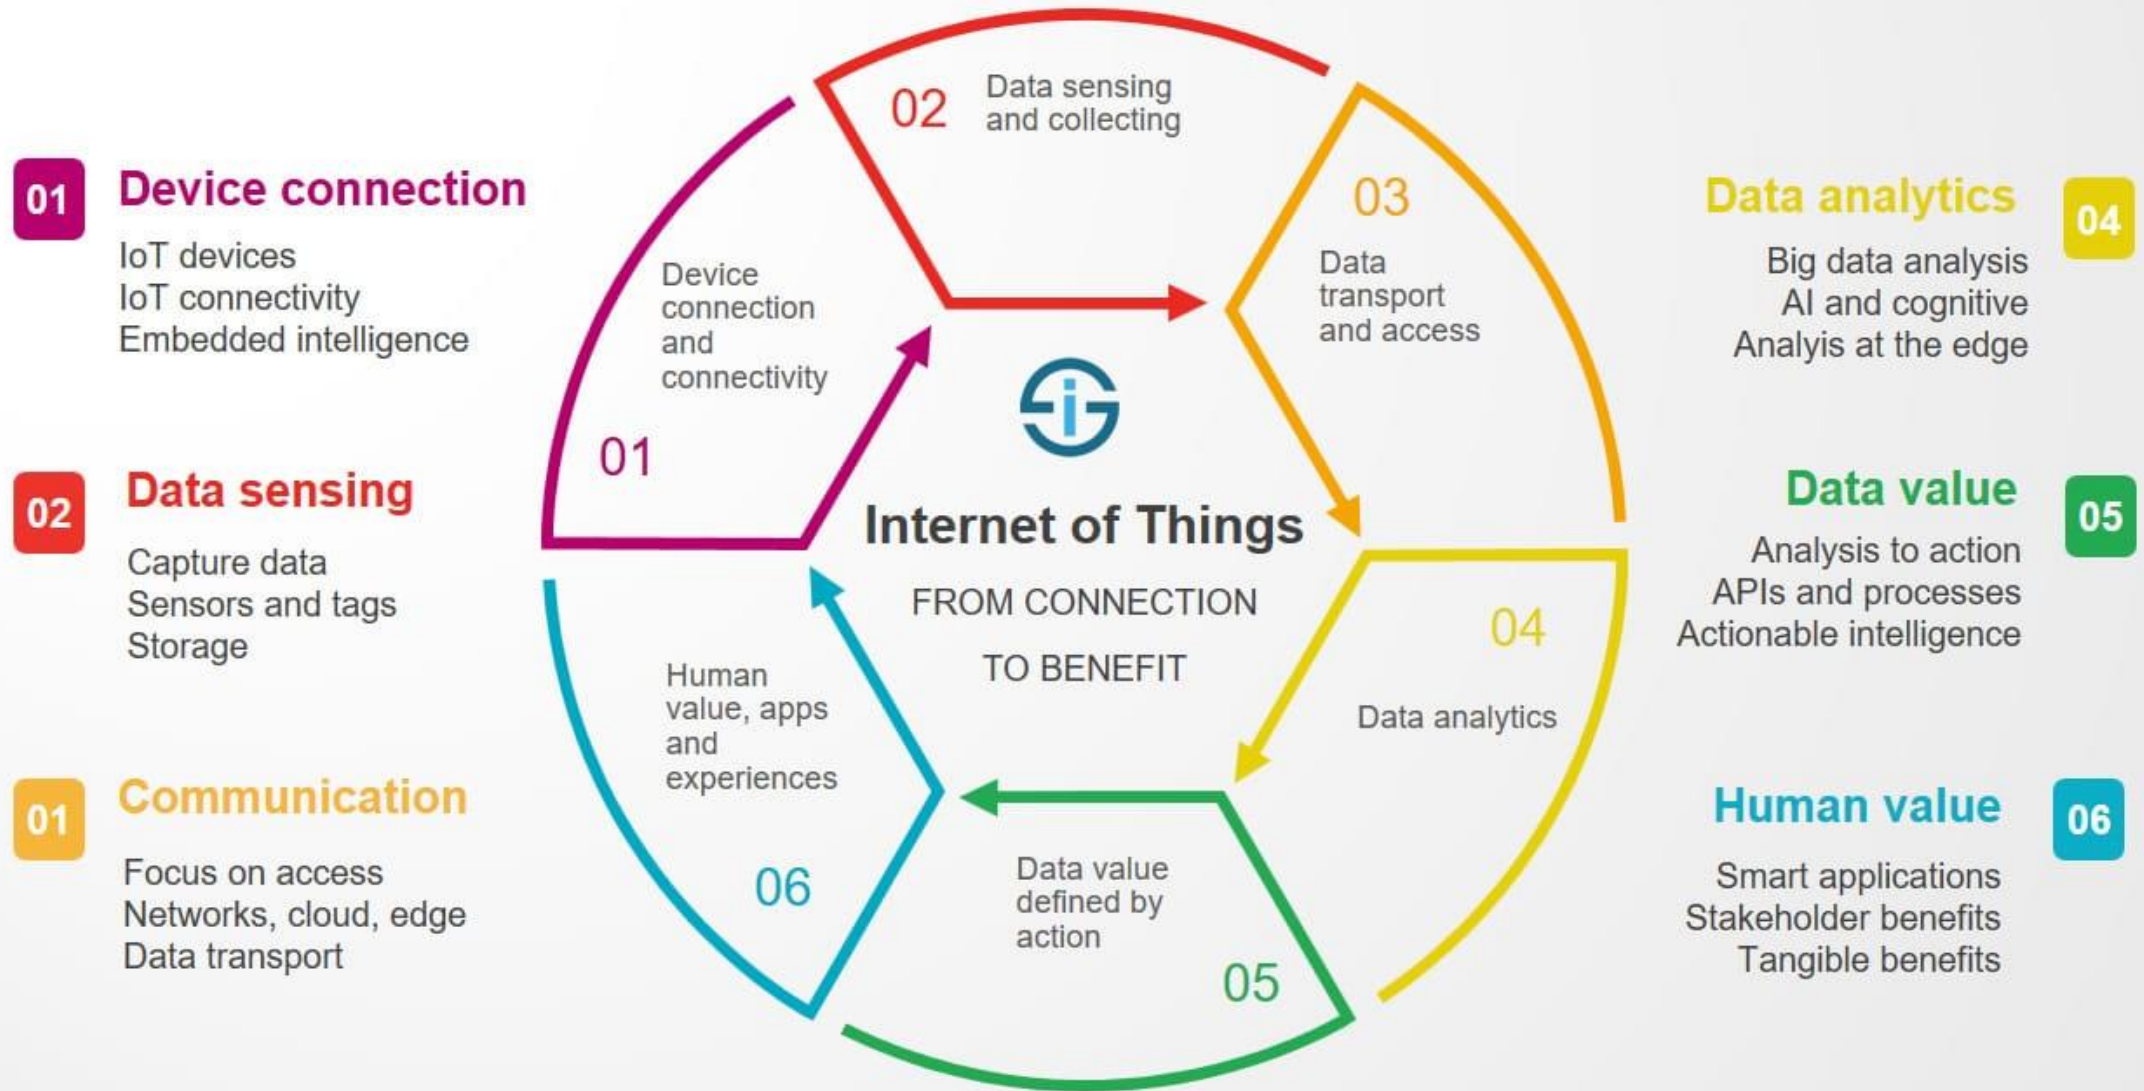 01
Device connection
IoT devices
IoT connectivity
Embedded intelligence
02
Data sensing
Capture data
Sensors and tags
Storage
01
Communication
Focus on access
Networks, cloud, edge
Data transport
02
Data sensing
and collecting
03
Data
transport
and access
Device
connection
and
connectivity
01
Internet of Things
FROM CONNECTION
TO BENEFIT
04
Data analytics
Human
value, apps
and
experiences
06
Data value
defined by
action
05
Data analytics
04
Big data analysis
AI and cognitive
Analyis at the edge
Data value
05
Analysis to action
APIs and processes
Actionable intelligence
Human value
06
Smart applications
Stakeholder benefits
Tangible benefits